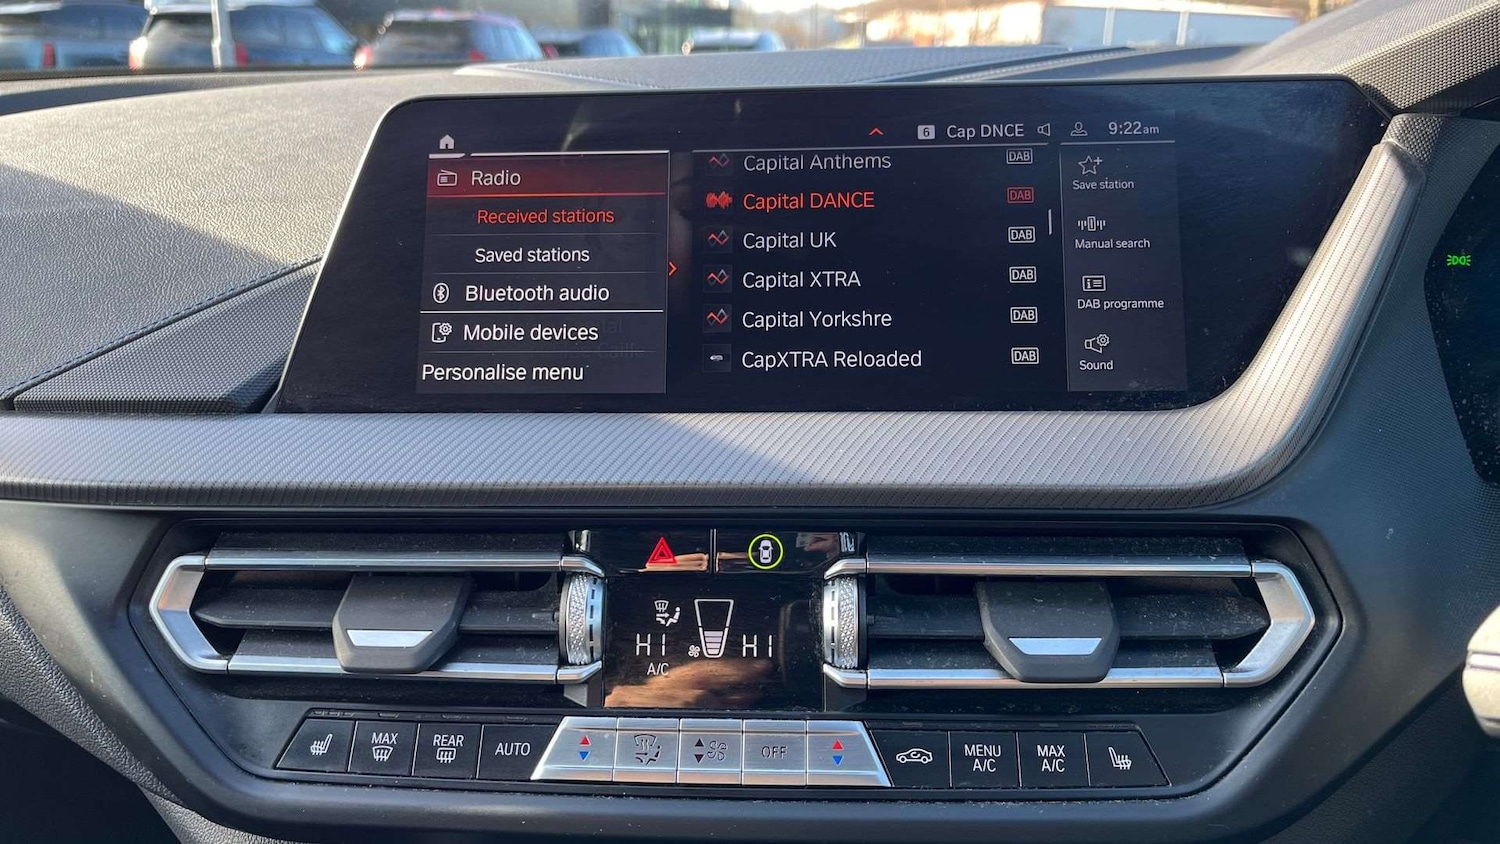 6 Cap DNCE 9:22am
Radio
Received stations
Saved stations
Bluetooth audio
Mobile devices
Personalise menu
Capital Anthems DAB
Capital DANCE DAB
Capital UK DAB
Capital XTRA DAB
Capital Yorkshre DAB
CapXTRA Reloaded DAB
Save station
Manual search
DAB programme
Sound
HI HI
A/C
MAX
REAR
AUTO
OFF
MENU
A/C
MAX
A/C